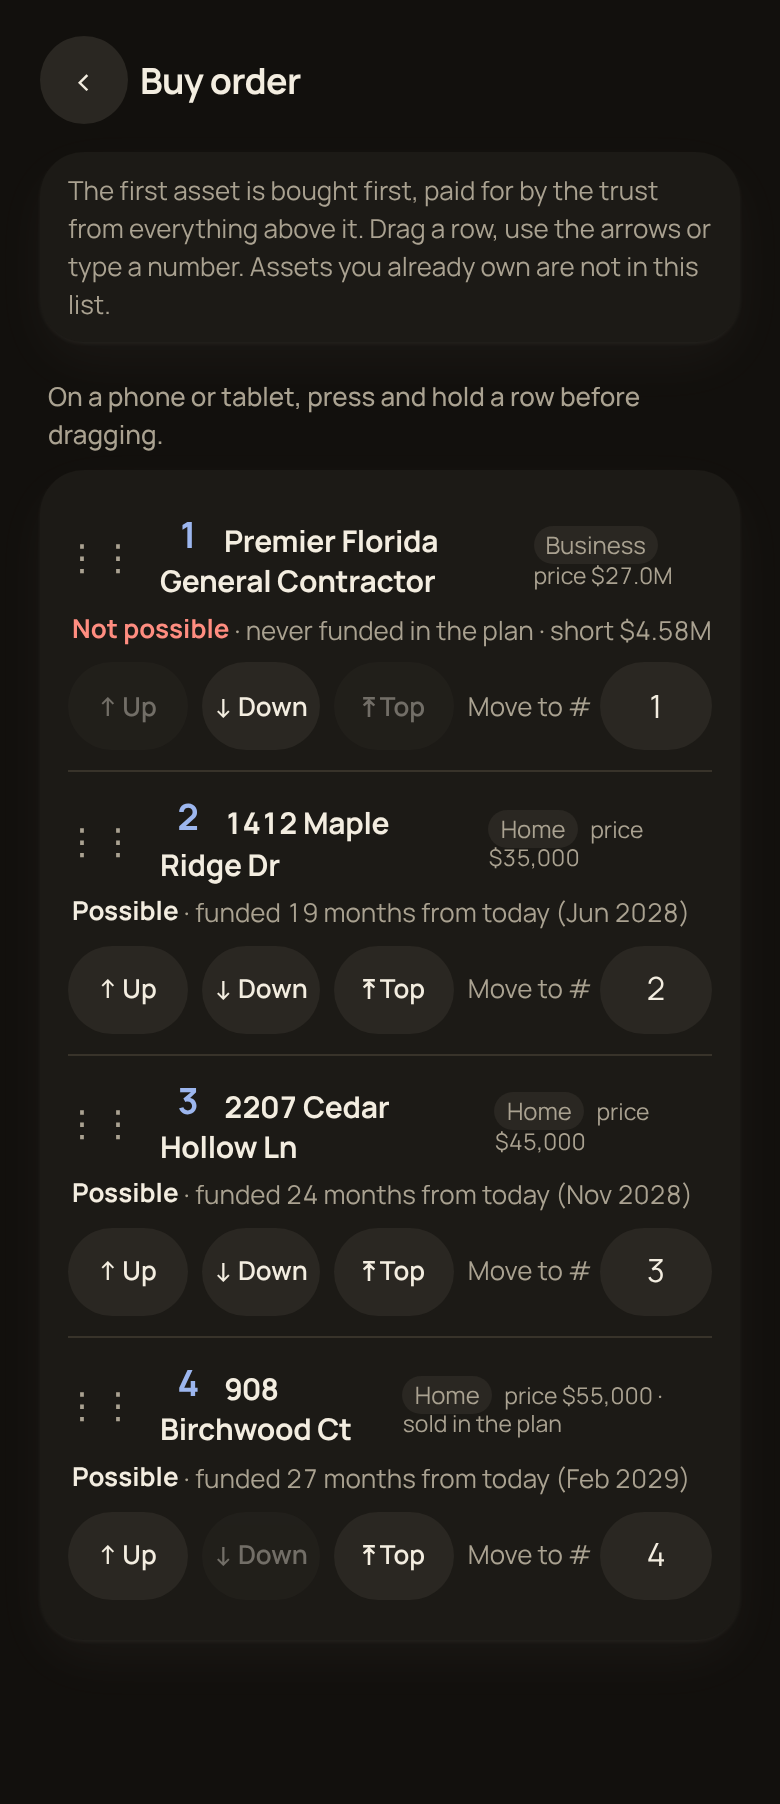 ‹ Buy order
The first asset is bought first, paid for by the trust
from everything above it. Drag a row, use the arrows or
type a number. Assets you already own are not in this
list.
On a phone or tablet, press and hold a row before
dragging.
1 Premier Florida
General Contractor
Business
price $27.0M
Not possible · never funded in the plan · short $4.58M
↑ Up ↓ Down ⤒ Top Move to # 1
2 1412 Maple
Ridge Dr
Home price
$35,000
Possible · funded 19 months from today (Jun 2028)
↑ Up ↓ Down ⤒ Top Move to # 2
3 2207 Cedar
Hollow Ln
Home price
$45,000
Possible · funded 24 months from today (Nov 2028)
↑ Up ↓ Down ⤒ Top Move to # 3
4 908
Birchwood Ct
Home price $55,000 ·
sold in the plan
Possible · funded 27 months from today (Feb 2029)
↑ Up ↓ Down ⤒ Top Move to # 4